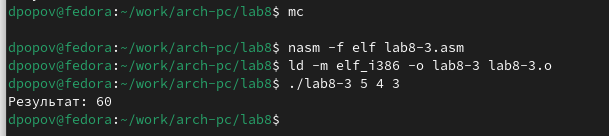 dpopov@fedora:~/work/arch-pc/lab8$ mc
dpopov@fedora:~/work/arch-pc/lab8$ nasm -f elf lab8-3.asm
dpopov@fedora:~/work/arch-pc/lab8$ ld -m elf_i386 -o lab8-3 lab8-3.o
dpopov@fedora:~/work/arch-pc/lab8$ ./lab8-3 5 4 3
Результат: 60
dpopov@fedora:~/work/arch-pc/lab8$